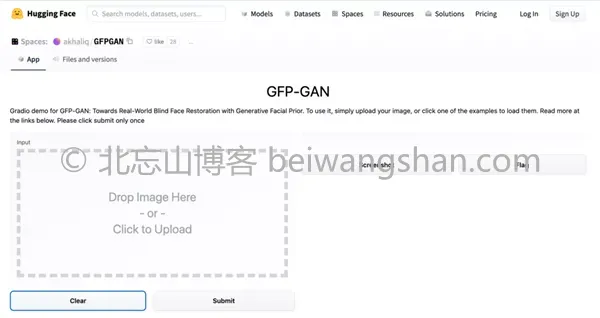 Hugging Face
Search models, datasets, users...
Models
Datasets
Spaces
Resources
Solutions
Pricing
Log In
Sign Up
Spaces: akhaliq/GFPGAN
like 28
App
Files and versions
GFP-GAN
Gradio demo for GFP-GAN: Towards Real-World Blind Face Restoration with Generative Facial Prior. To use it, simply upload your image, or click one of the examples to load them. Read more at
the links below. Please click submit only once
Input
Screenshot
Flag
© 北忘山博客 beiwangshan.com
Drop Image Here
- or -
Click to Upload
Clear
Submit